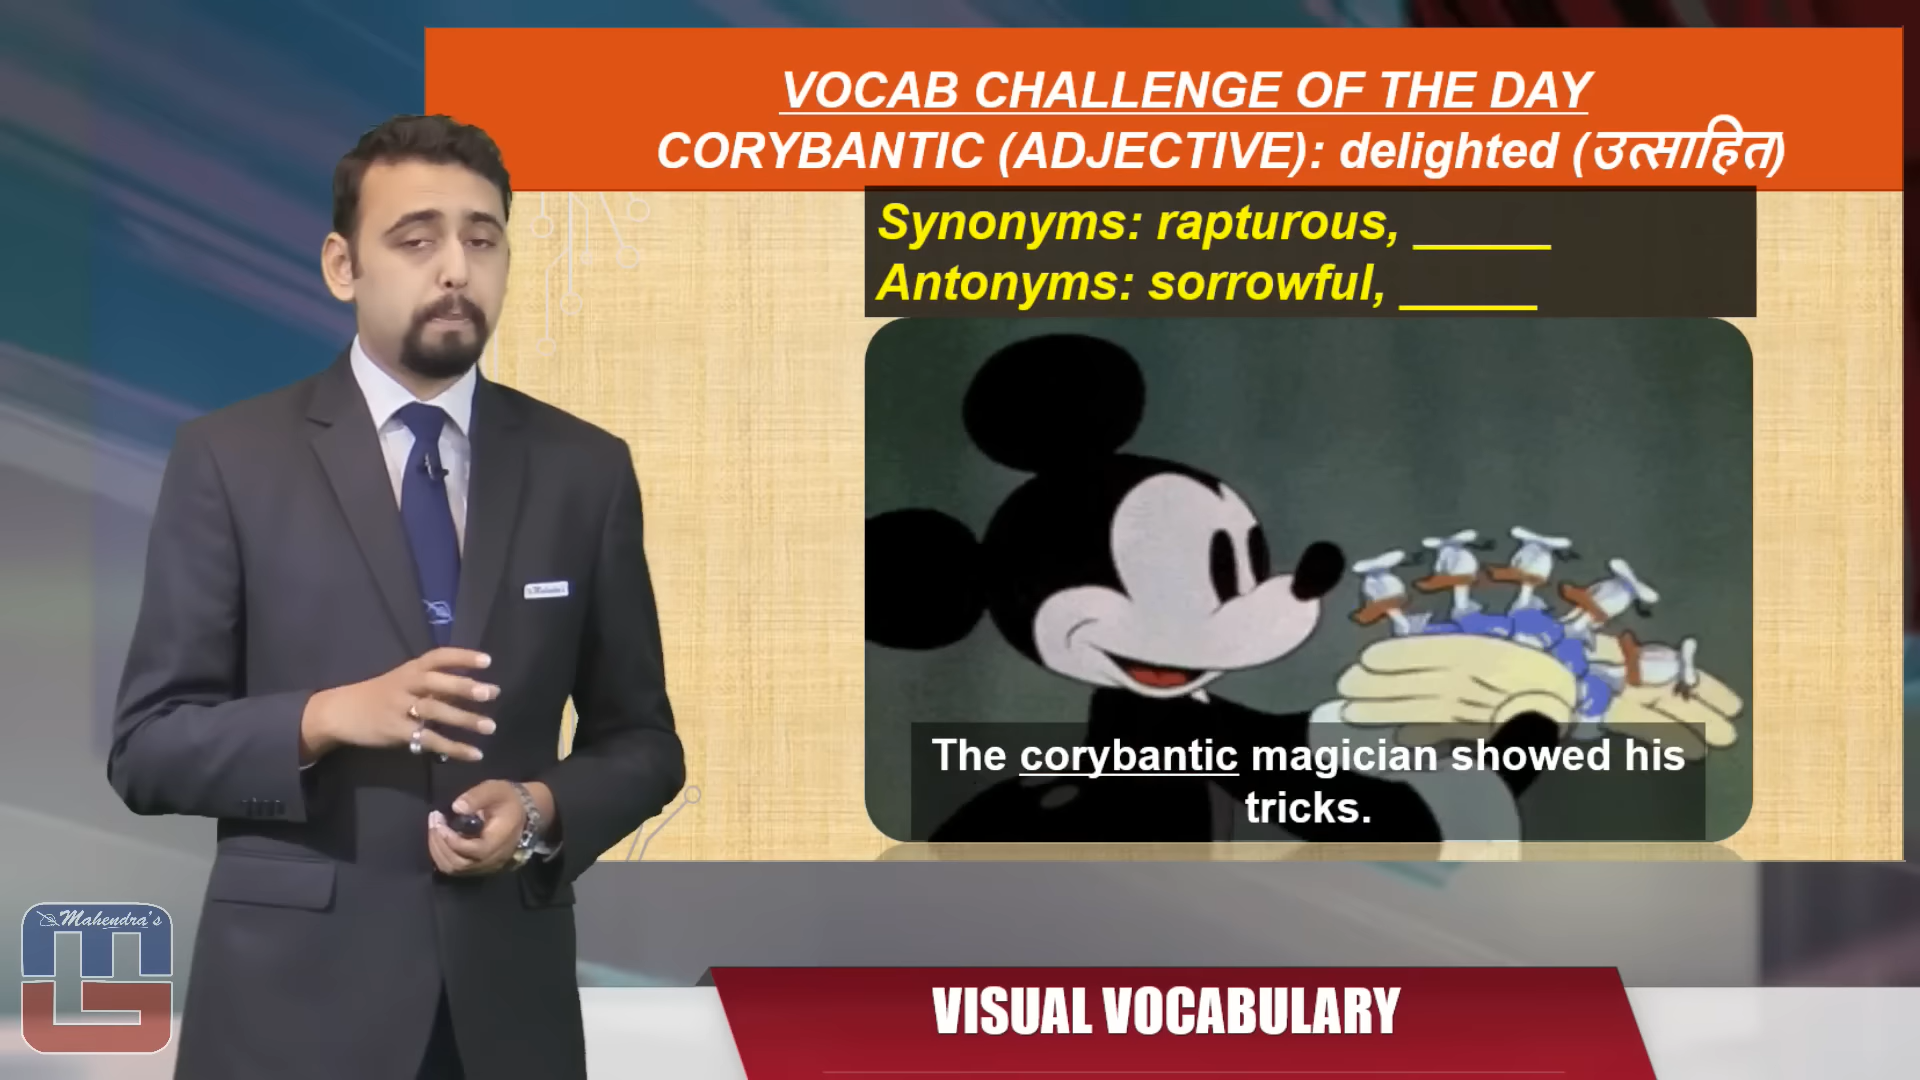 VOCAB CHALLENGE OF THE DAY
CORYBANTIC (ADJECTIVE): delighted (उत्साहित)
Synonyms: rapturous, _____
Antonyms: sorrowful, _____
The corybantic magician showed his
tricks.
Mahendra's
Mahendra's
VISUAL VOCABULARY